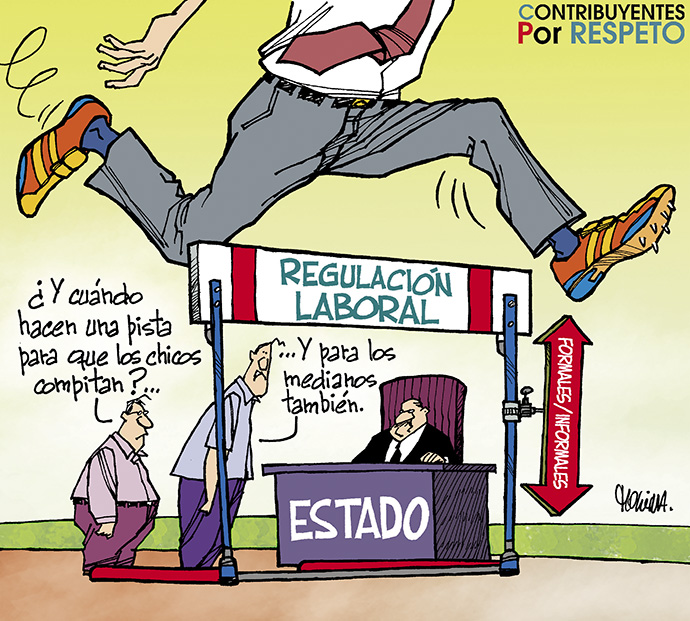 CONTRIBUYENTES
Por RESPETO
REGULACIÓN
LABORAL
¿Y cuándo
hacen una pista
para que los chicos
compitan?...
...Y para los
medianos
también.
FORMALES/INFORMALES
ESTADO